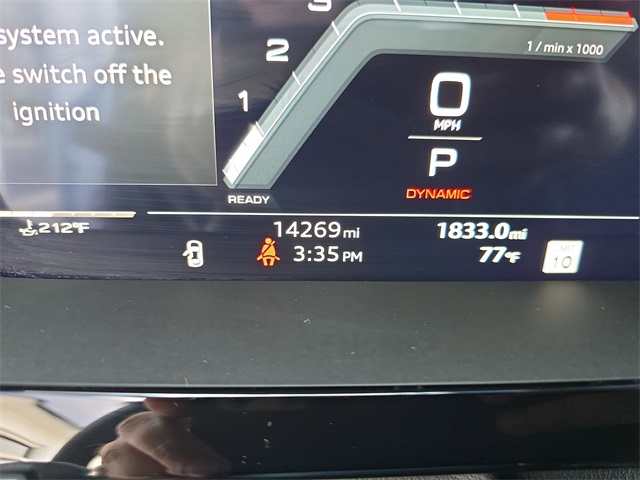 system active.
switch off the
ignition
3
2
1
1 / min x 1000
0
MPH
P
READY
DYNAMIC
212°F
14269 mi
1833.0 mi
3:35 PM
77°F
10